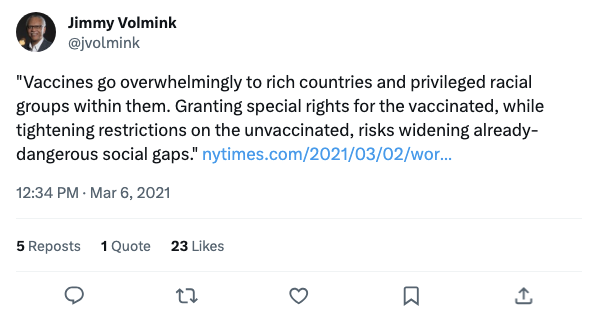 Jimmy Volmink
@jvolmink
"Vaccines go overwhelmingly to rich countries and privileged racial
groups within them. Granting special rights for the vaccinated, while
tightening restrictions on the unvaccinated, risks widening already-
dangerous social gaps." nytimes.com/2021/03/02/wor...
12:34 PM · Mar 6, 2021
5 Reposts 1 Quote 23 Likes